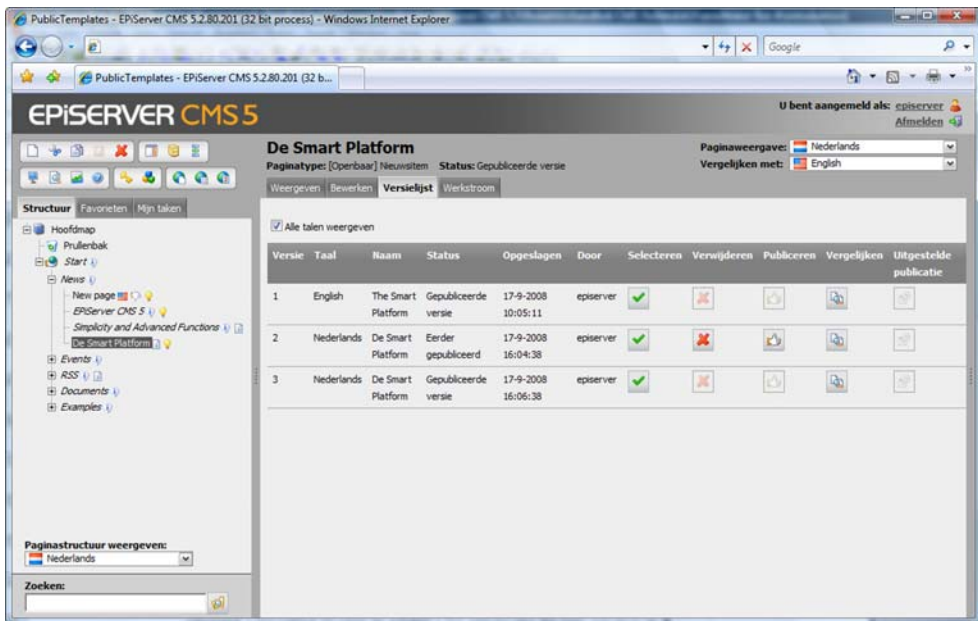 PublicTemplates - EPiServer CMS 5.2.80.201 (32 bit process) - Windows Internet Explorer
Google
PublicTemplates - EPiServer CMS 5.2.80.201 (32 b...
EPiSERVER CMS 5
U bent aangemeld als: episerver
Afmelden
De Smart Platform
Paginatype: [Openbaar] Nieuwsitem Status: Gepubliceerde versie
Paginaweergave: Nederlands
Vergelijken met: English
Weergeven Bewerken Versielijst Werkstroom
Structuur Favorieten Mijn taken
Hoofdmap
Prullenbak
Start
News
New page
EPiServer CMS 5
Simplicity and Advanced Functions
De Smart Platform
Events
RSS
Documents
Examples
Paginastructuur weergeven:
Nederlands
Zoeken:
Alle talen weergeven
Versie Taal Naam Status Opgeslagen Door Selecteren Verwijderen Publiceren Vergelijken Uitgestelde
publicatie
1 English The Smart Gepubliceerde 17-9-2008 episerver
Platform versie 10:05:11
2 Nederlands De Smart Eerder 17-9-2008 episerver
Platform gepubliceerd 16:04:38
3 Nederlands De Smart Gepubliceerde 17-9-2008 episerver
Platform versie 16:06:38